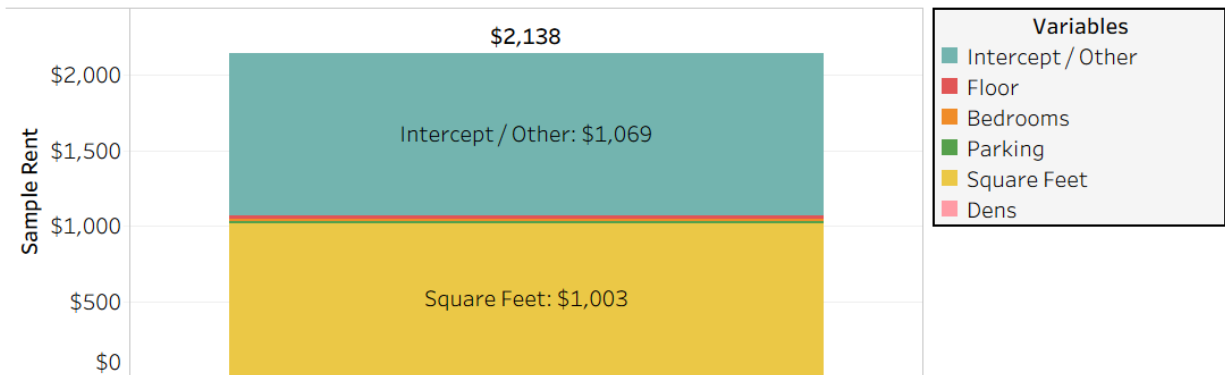 $2,138
$2,000
$1,500
$1,000
$500
$0
Sample Rent
Intercept / Other: $1,069
Square Feet: $1,003
Variables
Intercept / Other
Floor
Bedrooms
Parking
Square Feet
Dens